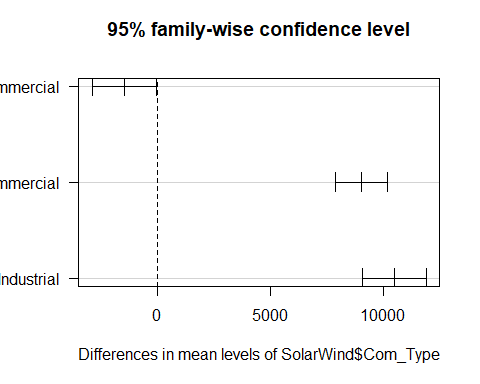 95% family-wise confidence level
mmercial
mmercial
Industrial
0 5000 10000
Differences in mean levels of SolarWind$Com_Type